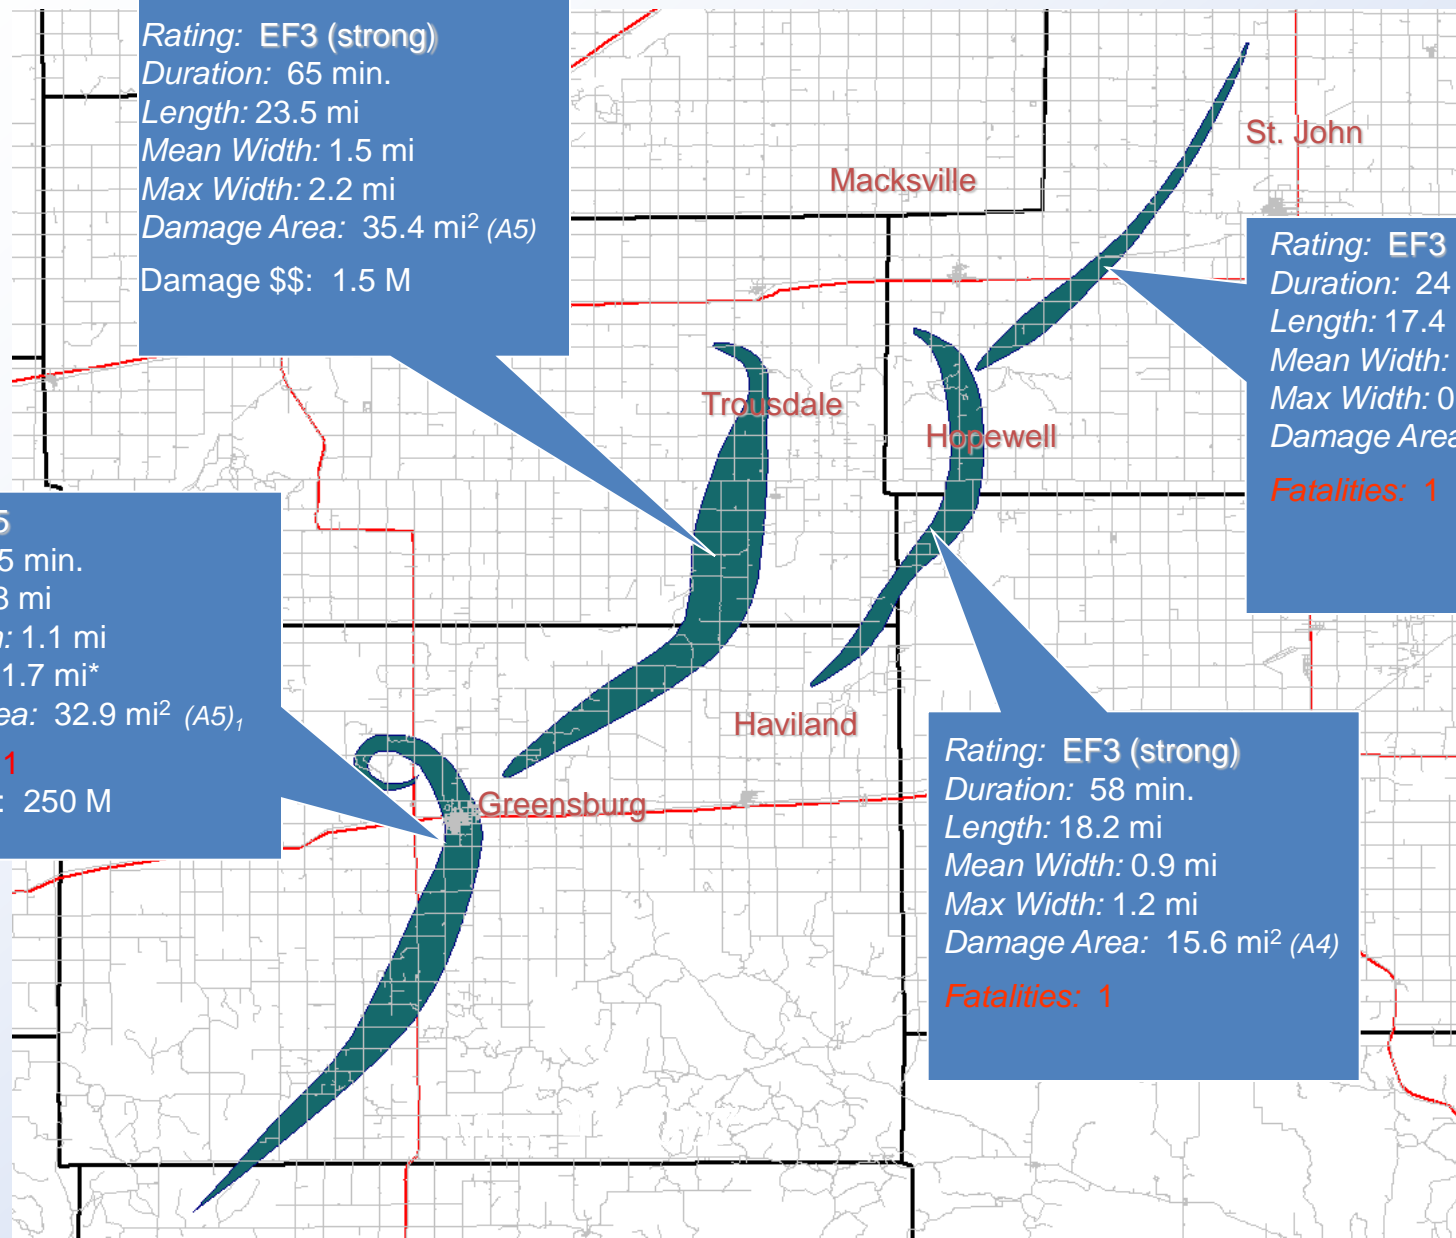 Rating: EF3 (strong)
Duration: 65 min.
Length: 23.5 mi
Mean Width: 1.5 mi
Max Width: 2.2 mi
Damage Area: 35.4 mi² (A5)
Damage $$: 1.5 M
St. John
Macksville
Rating: EF3
Duration: 24
Length: 17.4
Mean Width:
Max Width: 0
Damage Area
Fatalities: 1
Trousdale
Hopewell
5
5 min.
8 mi
: 1.1 mi
1.7 mi*
ea: 32.9 mi² (A5)₁
1
: 250 M
Haviland
Greensburg
Rating: EF3 (strong)
Duration: 58 min.
Length: 18.2 mi
Mean Width: 0.9 mi
Max Width: 1.2 mi
Damage Area: 15.6 mi² (A4)
Fatalities: 1